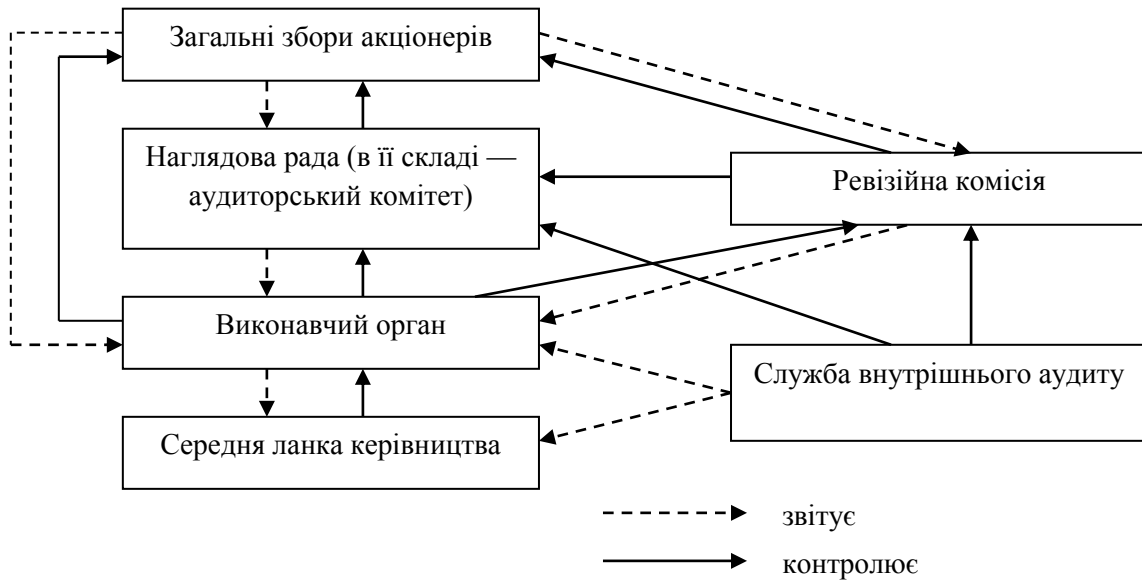 Загальні збори акціонерів
Наглядова рада (в її складі —
аудиторський комітет)
Ревізійна комісія
Виконавчий орган
Служба внутрішнього аудиту
Середня ланка керівництва
звітує
контролює